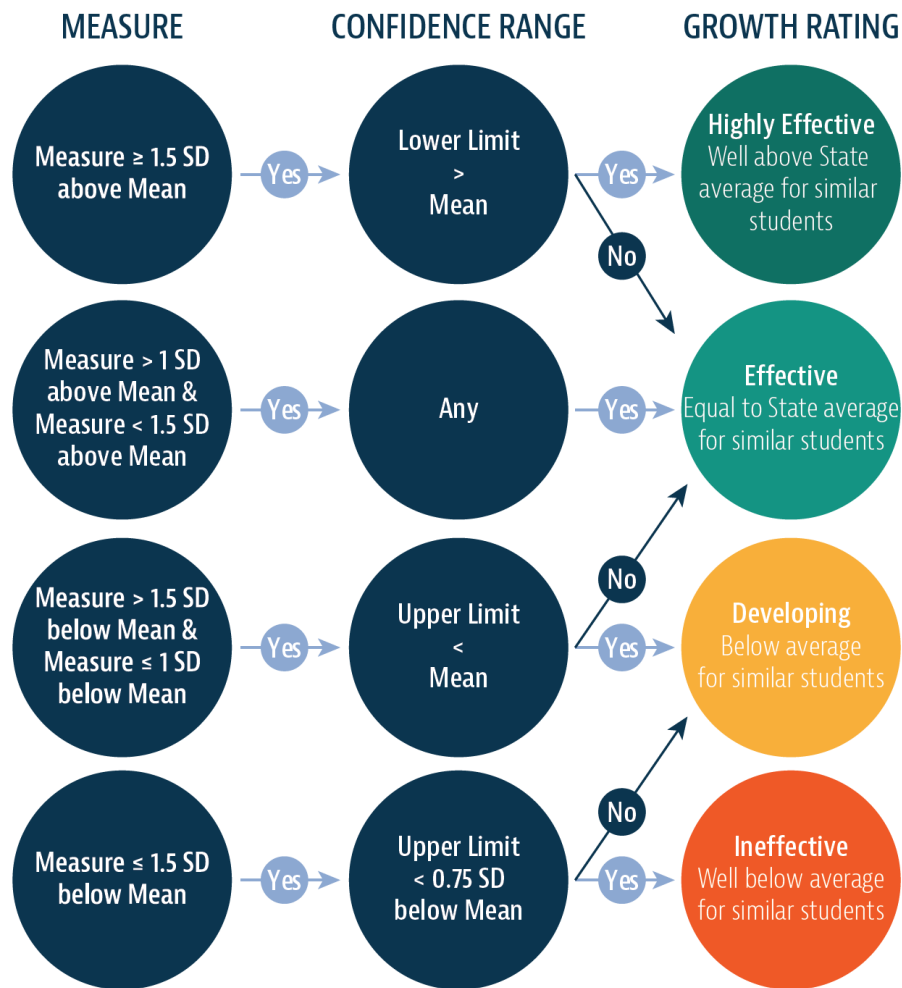 MEASURE
CONFIDENCE RANGE
GROWTH RATING
Measure ≥ 1.5 SD
above Mean
Yes
Lower Limit
>
Mean
Yes
No
Highly Effective
Well above State
average for similar
students
Measure > 1 SD
above Mean &
Measure < 1.5 SD
above Mean
Yes
Any
Yes
Effective
Equal to State average
for similar students
Measure > 1.5 SD
below Mean &
Measure ≤ 1 SD
below Mean
Yes
Upper Limit
<
Mean
No
Yes
Developing
Below average
for similar students
Measure ≤ 1.5 SD
below Mean
Yes
Upper Limit
< 0.75 SD
below Mean
No
Yes
Ineffective
Well below average
for similar students